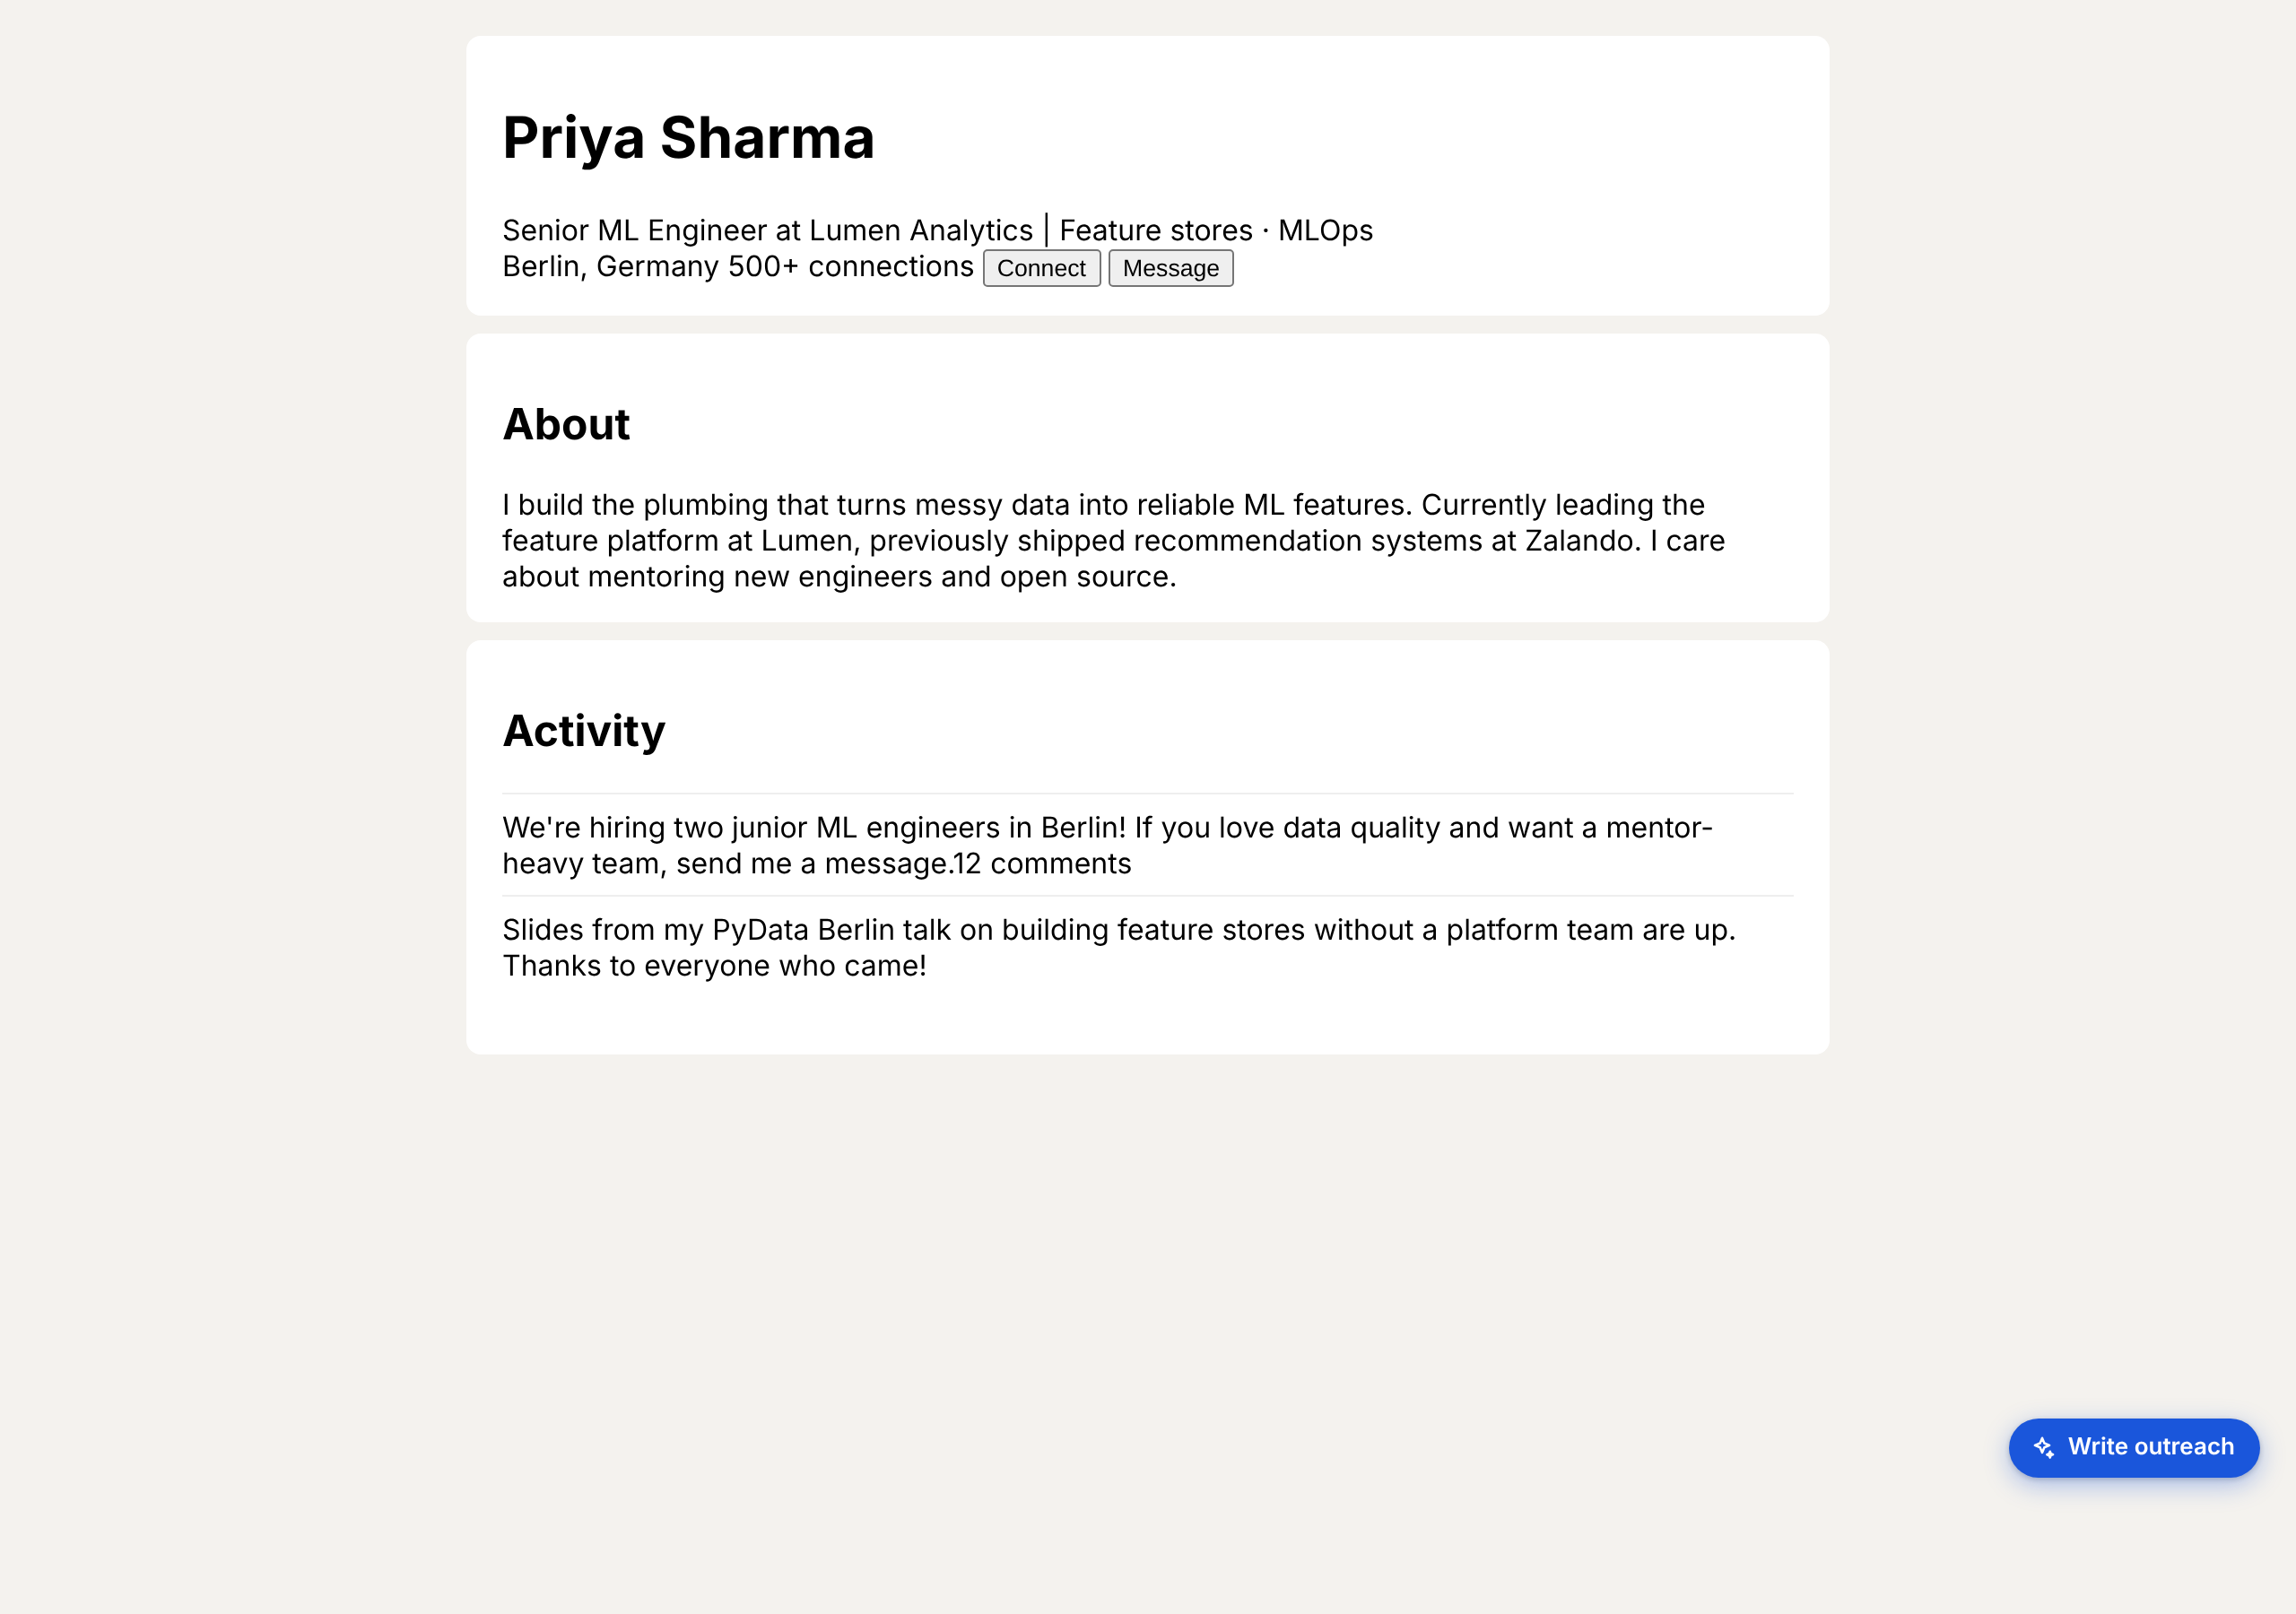 Priya Sharma
Senior ML Engineer at Lumen Analytics | Feature stores · MLOps
Berlin, Germany 500+ connections Connect Message
About
I build the plumbing that turns messy data into reliable ML features. Currently leading the
feature platform at Lumen, previously shipped recommendation systems at Zalando. I care
about mentoring new engineers and open source.
Activity
We're hiring two junior ML engineers in Berlin! If you love data quality and want a mentor-
heavy team, send me a message.12 comments
Slides from my PyData Berlin talk on building feature stores without a platform team are up.
Thanks to everyone who came!
Write outreach